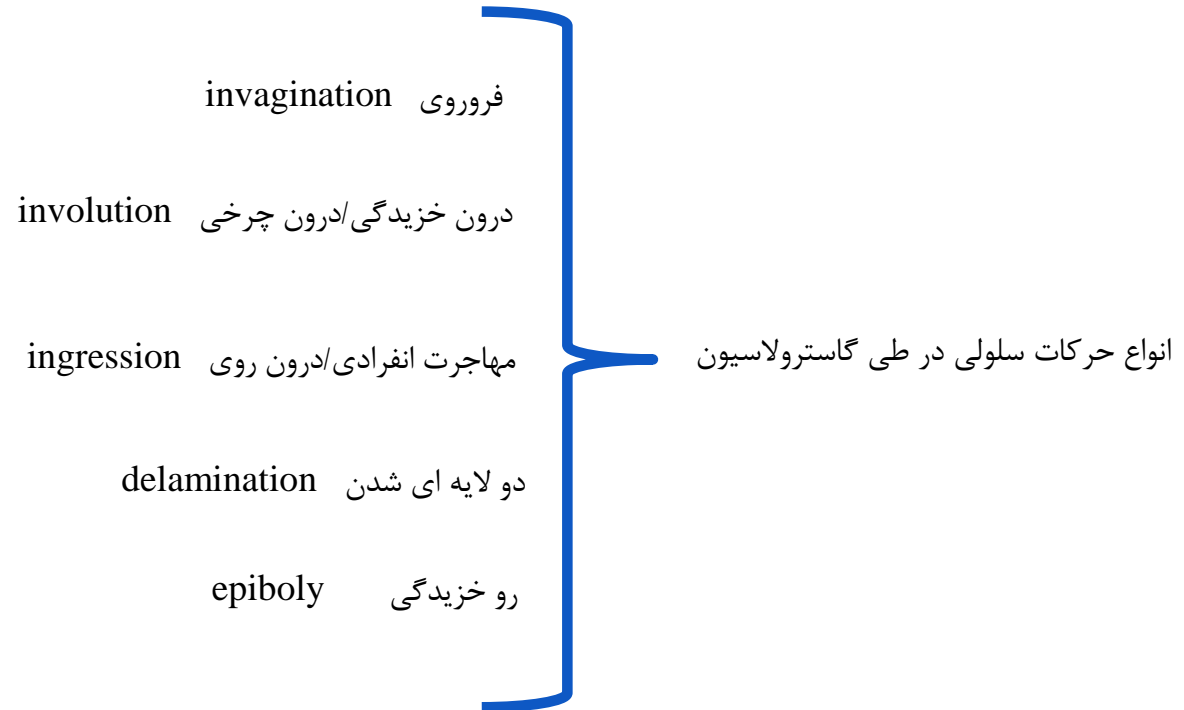 انواع حرکات سلولی در طی گاسترولاسیون
فروروی invagination
درون خزیدگی/درون چرخی involution
مهاجرت انفرادی/درون روی ingression
دو لایه ای شدن delamination
رو خزیدگی epiboly